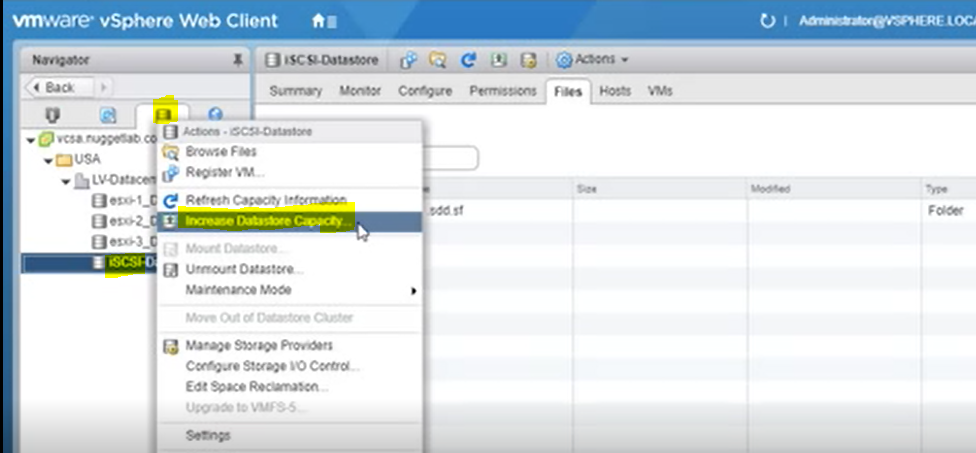 vmware® vSphere Web Client
Administrator@VSPHERE.LOCA
Navigator
Back
iSCSI-Datastore
Actions
Summary Monitor Configure Permissions Files Hosts VMs
vcsa.nuggetlab.co
USA
LV-Datacen
esxi-1_D
esxi-2_D
esxi-3_D
iSCSI-Da
Actions - iSCSI-Datastore
Browse Files
Register VM...
Refresh Capacity Information
Increase Datastore Capacity...
Mount Datastore...
Unmount Datastore...
Maintenance Mode
Move Out of Datastore Cluster
Manage Storage Providers
Configure Storage I/O Control...
Edit Space Reclamation...
Upgrade to VMFS-5...
Settings
Size Modified Type
.sdd.sf Folder